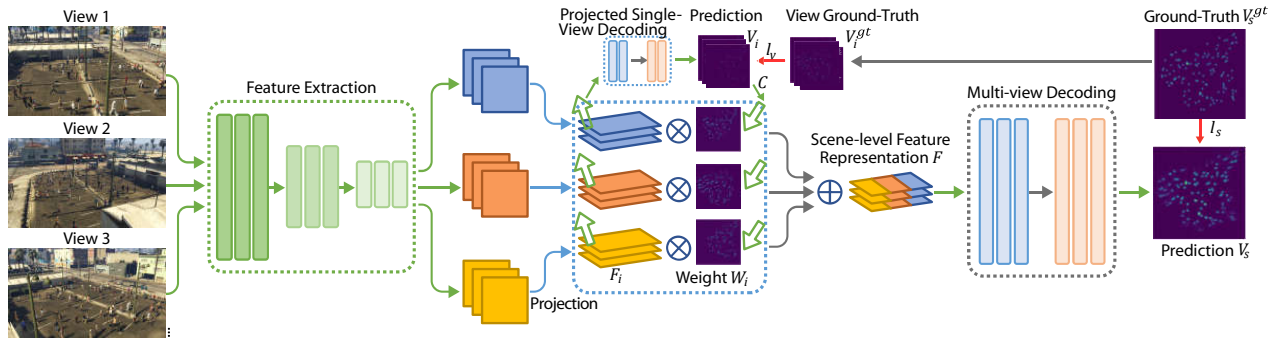 View 1
View 2
View 3
⋮
Feature Extraction
Projection
Projected Single-
View Decoding
Prediction
V_i
l_v
View Ground-Truth
V_i^{gt}
C
F_i
Weight W_i
Scene-level Feature
Representation F
Multi-view Decoding
Ground-Truth V_s^{gt}
l_s
Prediction V_s